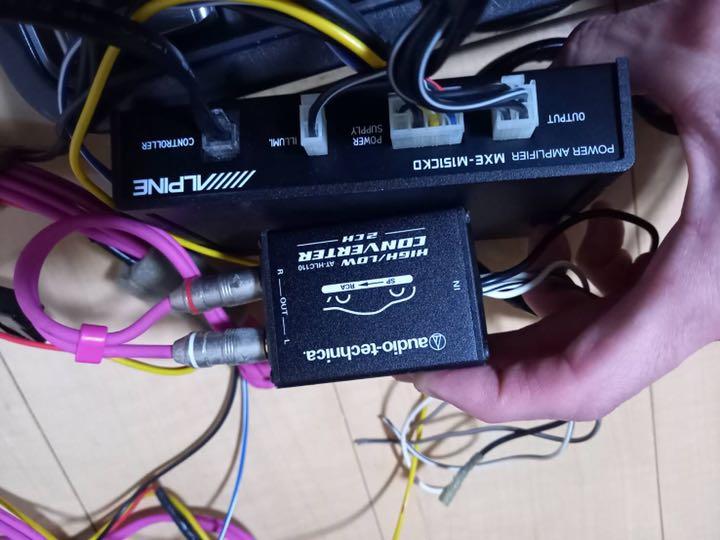 CONTROLLER
ILLUMI.
POWER
SUPPLY
OUTPUT
ALPINE
POWER AMPLIFIER MXE-M151CKD
audio-technica.
SP RCA
HIGH/LOW AT-HLC110
CONVERTER
2CH
IN
L — OUT — R